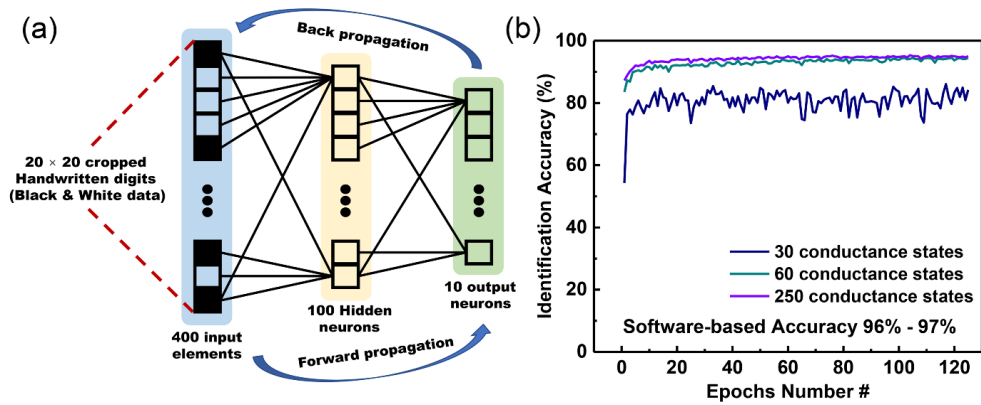 (a)
Back propagation
20 × 20 cropped
Handwritten digits
(Black & White data)
400 input
elements
100 Hidden
neurons
10 output
neurons
Forward propagation
(b)
Identification Accuracy (%)
100
80
60
40
20
0
30 conductance states
60 conductance states
250 conductance states
Software-based Accuracy 96% - 97%
0 20 40 60 80 100 120
Epochs Number #